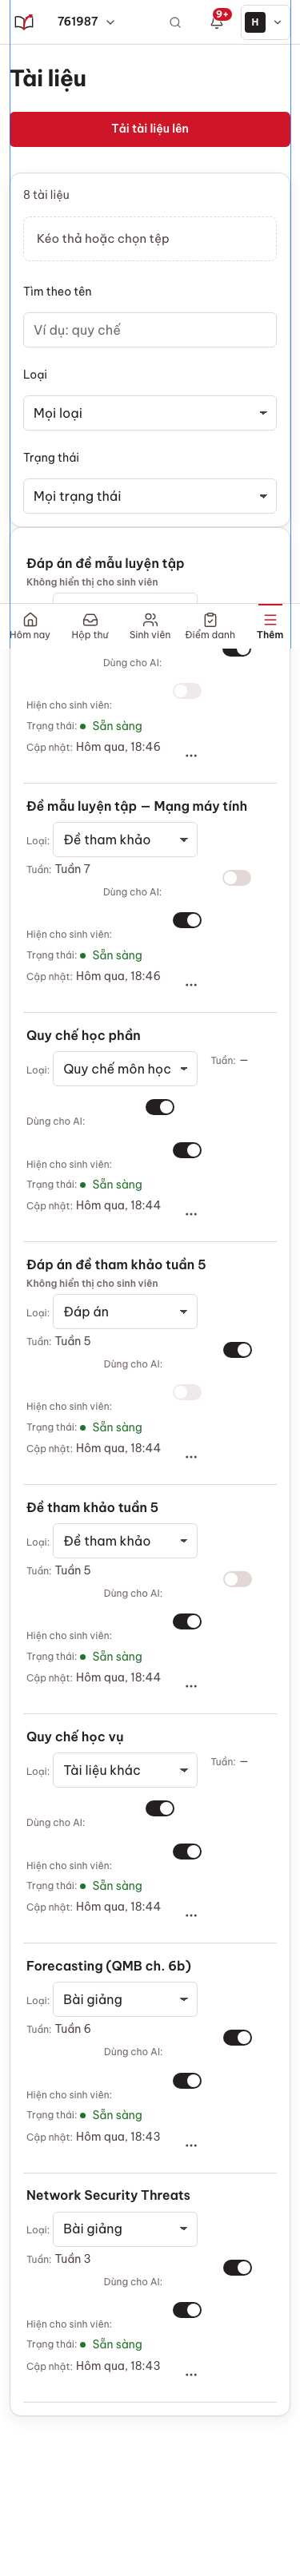 761987
9+
H
Tài liệu
Tải tài liệu lên
8 tài liệu
Kéo thả hoặc chọn tệp
Tìm theo tên
Ví dụ: quy chế
Loại
Mọi loại
Trạng thái
Mọi trạng thái
Đáp án đề mẫu luyện tập
Không hiển thị cho sinh viên
Hôm nay
Hộp thư
Sinh viên
Điểm danh
Thêm
Dùng cho AI:
Hiện cho sinh viên:
Trạng thái: Sẵn sàng
Cập nhật: Hôm qua, 18:46
Đề mẫu luyện tập — Mạng máy tính
Loại: Đề tham khảo
Tuần: Tuần 7
Dùng cho AI:
Hiện cho sinh viên:
Trạng thái: Sẵn sàng
Cập nhật: Hôm qua, 18:46
Quy chế học phần
Loại: Quy chế môn học Tuần: —
Dùng cho AI:
Hiện cho sinh viên:
Trạng thái: Sẵn sàng
Cập nhật: Hôm qua, 18:44
Đáp án đề tham khảo tuần 5
Không hiển thị cho sinh viên
Loại: Đáp án
Tuần: Tuần 5
Dùng cho AI:
Hiện cho sinh viên:
Trạng thái: Sẵn sàng
Cập nhật: Hôm qua, 18:44
Đề tham khảo tuần 5
Loại: Đề tham khảo
Tuần: Tuần 5
Dùng cho AI:
Hiện cho sinh viên:
Trạng thái: Sẵn sàng
Cập nhật: Hôm qua, 18:44
Quy chế học vụ
Loại: Tài liệu khác Tuần: —
Dùng cho AI:
Hiện cho sinh viên:
Trạng thái: Sẵn sàng
Cập nhật: Hôm qua, 18:44
Forecasting (QMB ch. 6b)
Loại: Bài giảng
Tuần: Tuần 6
Dùng cho AI:
Hiện cho sinh viên:
Trạng thái: Sẵn sàng
Cập nhật: Hôm qua, 18:43
Network Security Threats
Loại: Bài giảng
Tuần: Tuần 3
Dùng cho AI:
Hiện cho sinh viên:
Trạng thái: Sẵn sàng
Cập nhật: Hôm qua, 18:43